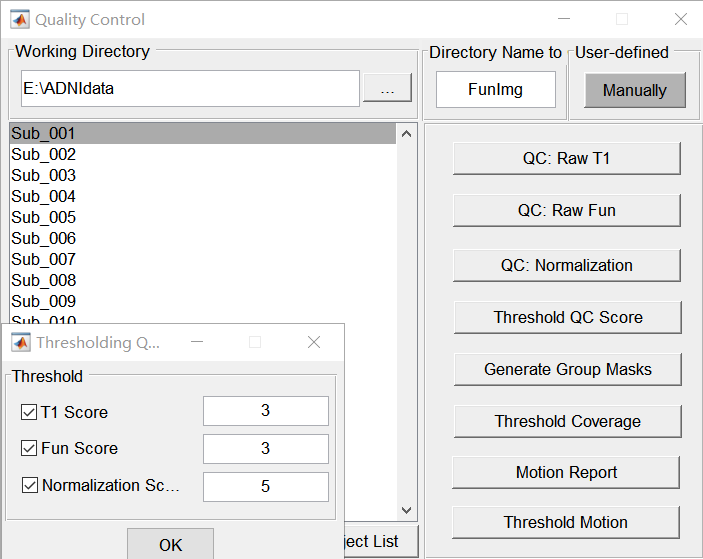 Quality Control
Working Directory
E:\ADNIdata
...
Directory Name to
FunImg
User-defined
Manually
Sub_001
Sub_002
Sub_003
Sub_004
Sub_005
Sub_006
Sub_007
Sub_008
Sub_009
Sub_010
QC: Raw T1
QC: Raw Fun
QC: Normalization
Threshold QC Score
Generate Group Masks
Threshold Coverage
Motion Report
Threshold Motion
Thresholding Q...
Threshold
T1 Score 3
Fun Score 3
Normalization Sc... 5
OK
ject List